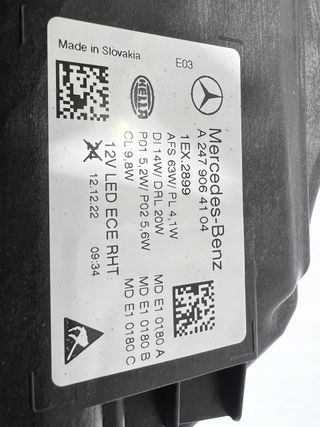 Made in Slovakia
E03
HELLA
Mercedes-Benz
A 247 906 41 04
1EX.2899
AFS 63W/ PL 4,1W
DI 14W/ DRL 20W
P01 5,2W/P02 5,6W
CL 9,8W
MD E1 0180 A
MD E1 0180 B
MD E1 0180 C
12V LED ECE RHT
12.12.22 09:34